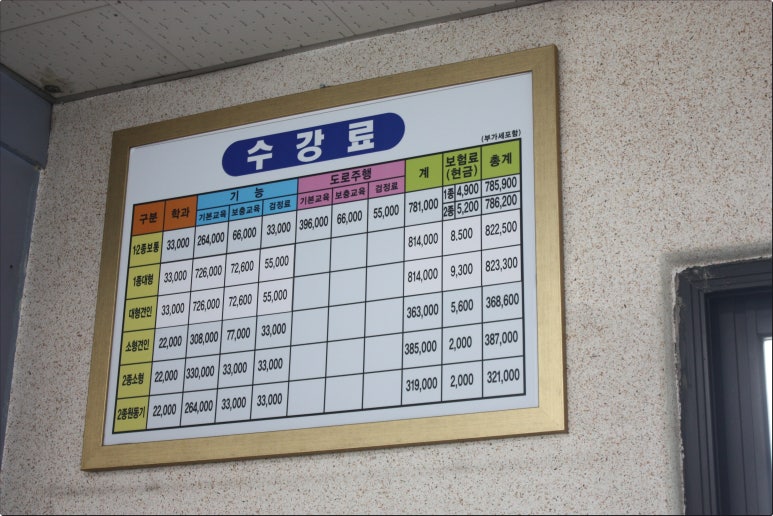 수강료
(부가세포함)
구분 학과 기능 도로주행 계 보험료(현금) 총계
기본교육 보충교육 검정료 기본교육 보충교육 검정료
1·2종보통 33,000 264,000 66,000 33,000 396,000 66,000 55,000 781,000 1종 4,900 785,900
2종 5,200 786,200
1종대형 33,000 726,000 72,600 55,000 814,000 8,500 822,500
대형견인 33,000 726,000 72,600 55,000 814,000 9,300 823,300
소형견인 22,000 308,000 77,000 33,000 363,000 5,600 368,600
2종소형 22,000 330,000 33,000 33,000 385,000 2,000 387,000
2종원동기 22,000 264,000 33,000 33,000 319,000 2,000 321,000